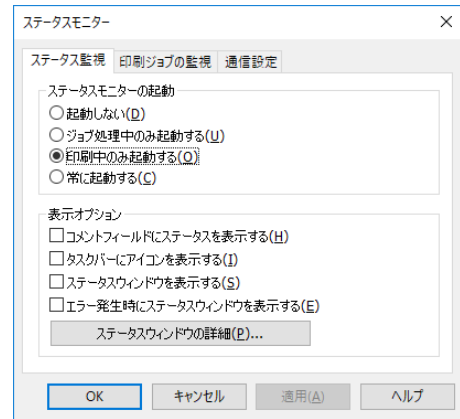 ステータスモニター
ステータス監視 印刷ジョブの監視 通信設定
ステータスモニターの起動
起動しない(D)
ジョブ処理中のみ起動する(U)
印刷中のみ起動する(O)
常に起動する(C)
表示オプション
コメントフィールドにステータスを表示する(H)
タスクバーにアイコンを表示する(I)
ステータスウィンドウを表示する(S)
エラー発生時にステータスウィンドウを表示する(E)
ステータスウィンドウの詳細(P)...
OK キャンセル 適用(A) ヘルプ